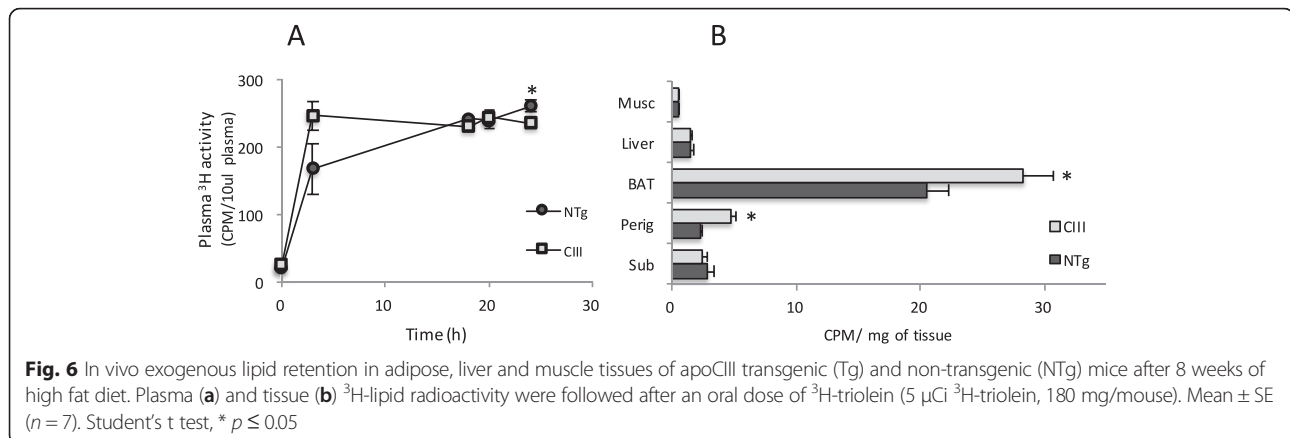 A
B
Plasma ³H activity
(CPM/10ul plasma)
300
200
100
0
0
10
20
30
Time (h)
*
NTg
CIII
Musc
Liver
BAT
Perig
Sub
*
*
CIII
NTg
0
10
20
30
CPM/ mg of tissue
Fig. 6 In vivo exogenous lipid retention in adipose, liver and muscle tissues of apoCIII transgenic (Tg) and non-transgenic (NTg) mice after 8 weeks of
high fat diet. Plasma (a) and tissue (b) ³H-lipid radioactivity were followed after an oral dose of ³H-triolein (5 μCi ³H-triolein, 180 mg/mouse). Mean ± SE
(n = 7). Student's t test, * p ≤ 0.05